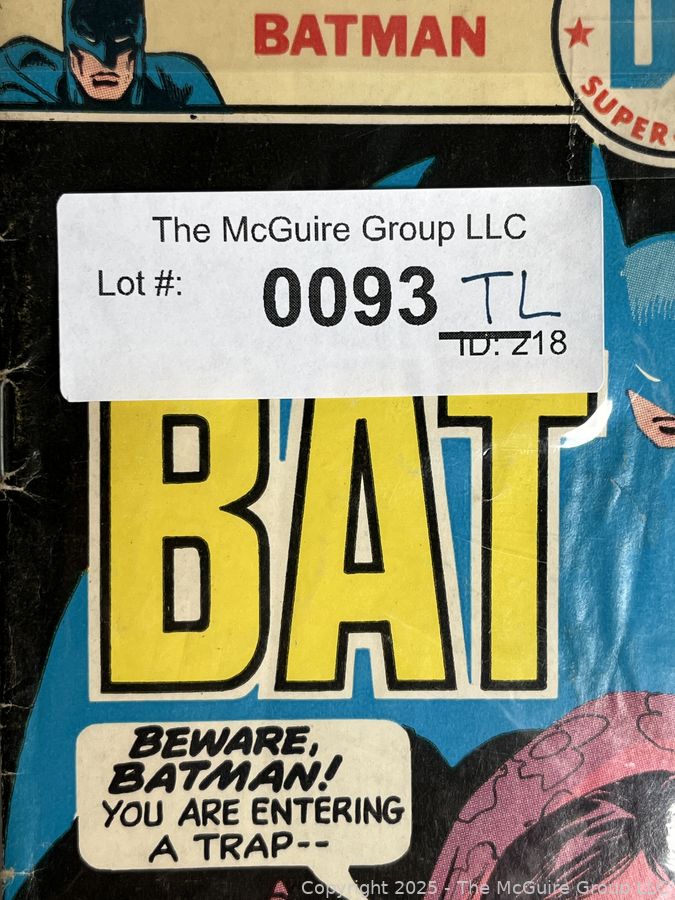 BATMAN
SUPER-
The McGuire Group LLC
Lot #: 0093 TL
ID: 218
BAT
BEWARE,
BATMAN!
YOU ARE ENTERING
A TRAP--
Copyright 2025 - The McGuire Group LLC